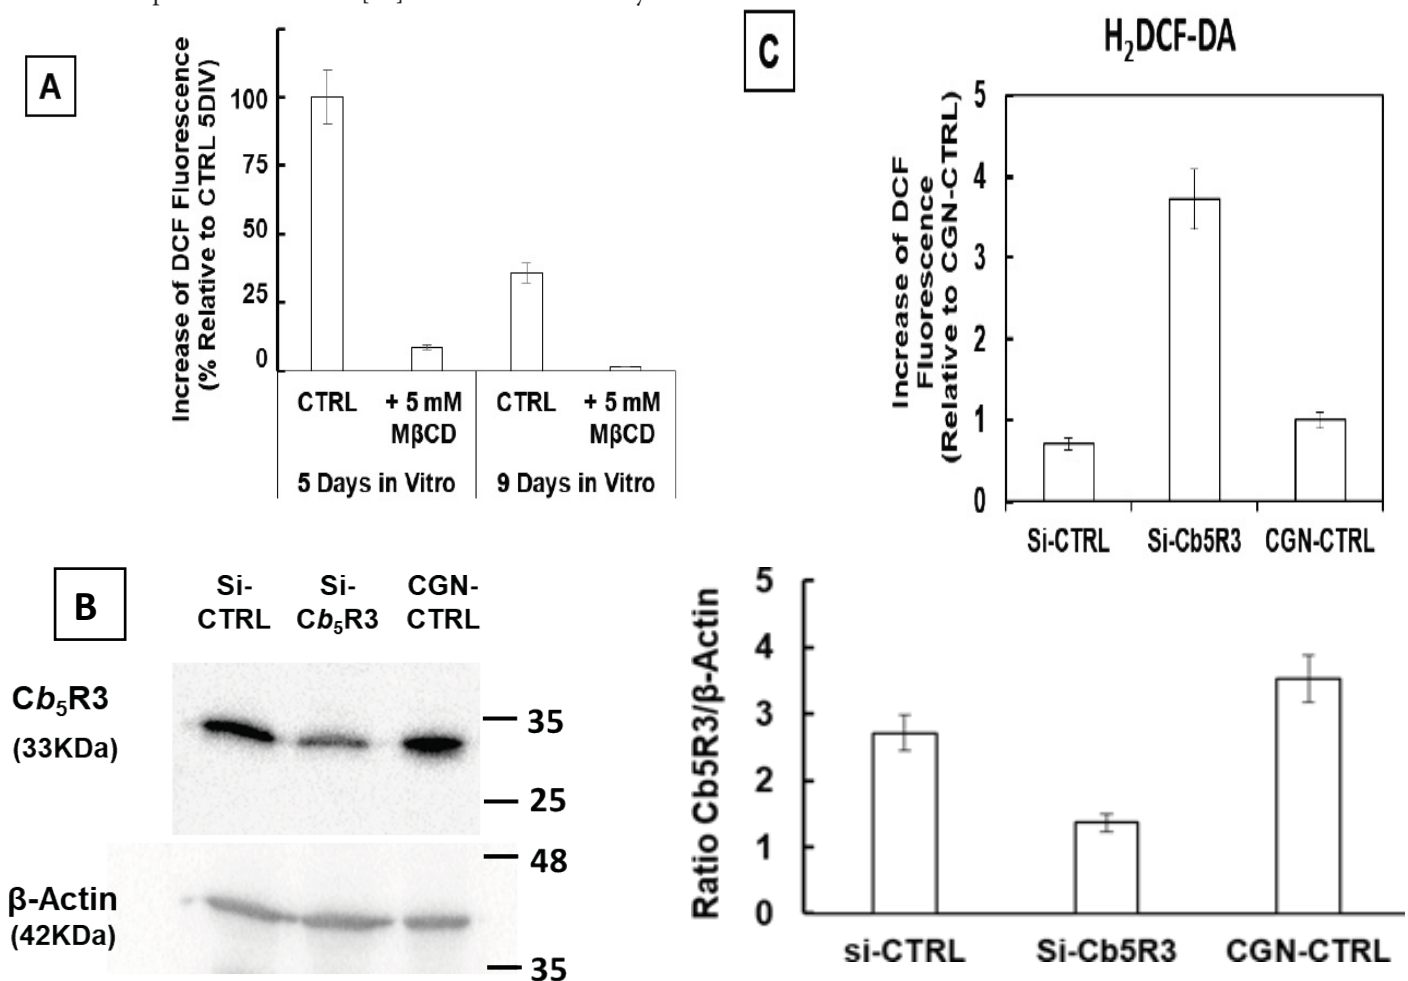 A
Increase of DCF Fluorescence
(% Relative to CTRL 5DIV)
100
75
50
25
0
CTRL
+ 5 mM
MβCD
CTRL
+ 5 mM
MβCD
5 Days in Vitro
9 Days in Vitro
C
H₂DCF-DA
Increase of DCF
Fluorescence
(Relative to CGN-CTRL)
5
4
3
2
1
0
Si-CTRL
Si-Cb5R3
CGN-CTRL
B
Si-
CTRL
Si-
Cb₅R3
CGN-
CTRL
Cb₅R3
(33KDa)
35
25
β-Actin
(42KDa)
48
35
Ratio Cb5R3/β-Actin
5
4
3
2
1
0
si-CTRL
Si-Cb5R3
CGN-CTRL